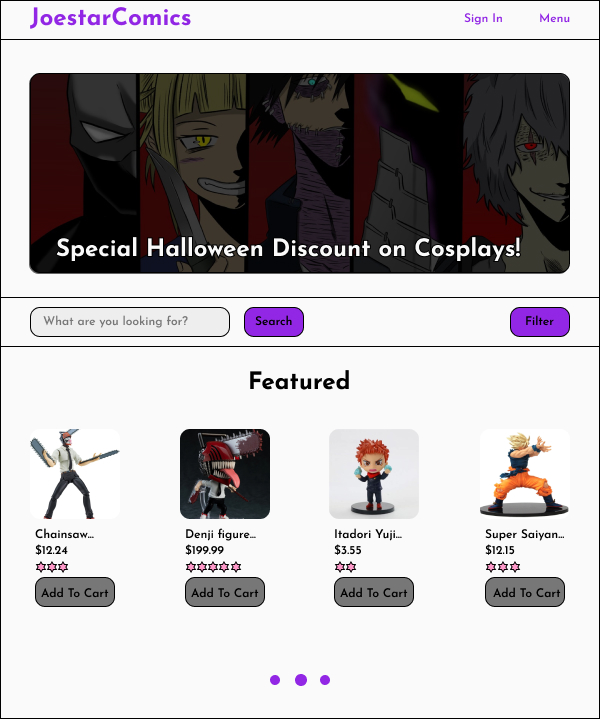 JoestarComics
Sign In
Menu
Special Halloween Discount on Cosplays!
What are you looking for?
Search
Filter
Featured
Chainsaw...
$12.24
Add To Cart
Denji figure...
$199.99
Add To Cart
Itadori Yuji...
$3.55
Add To Cart
Super Saiyan...
$12.15
Add To Cart